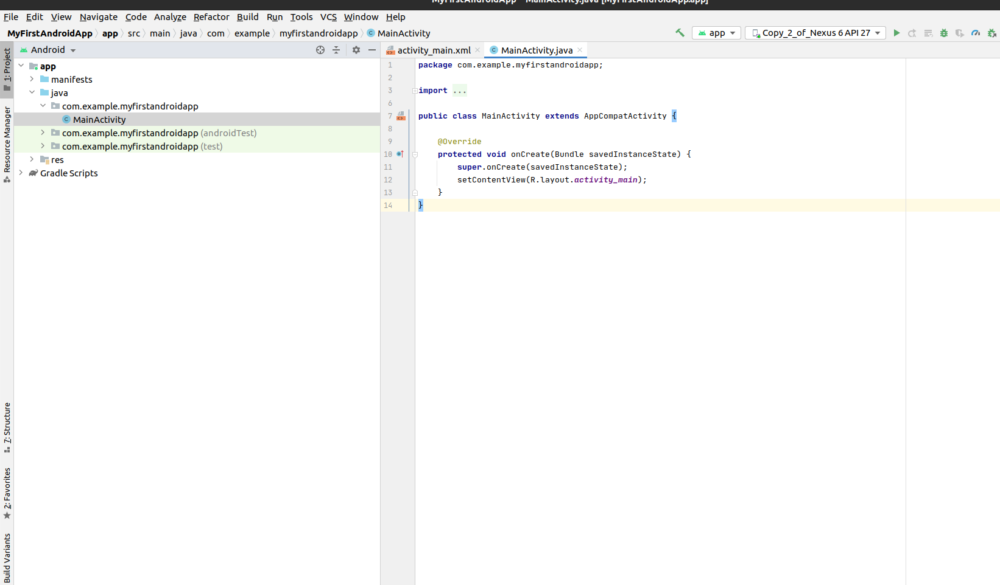 MyFirstAndroidApp – MainActivity.java [MyFirstAndroidApp.app]
File Edit View Navigate Code Analyze Refactor Build Run Tools VCS Window Help
MyFirstAndroidApp app src main java com example myfirstandroidapp MainActivity
app Copy_2_of_Nexus 6 API 27
Android
activity_main.xml MainActivity.java
1: Project
Resource Manager
7: Structure
2: Favorites
Build Variants
app
manifests
java
com.example.myfirstandroidapp
MainActivity
com.example.myfirstandroidapp (androidTest)
com.example.myfirstandroidapp (test)
res
Gradle Scripts
1 package com.example.myfirstandroidapp;
2
3 import ...
6
7 public class MainActivity extends AppCompatActivity {
8
9 @Override
10 protected void onCreate(Bundle savedInstanceState) {
11 super.onCreate(savedInstanceState);
12 setContentView(R.layout.activity_main);
13 }
14 }